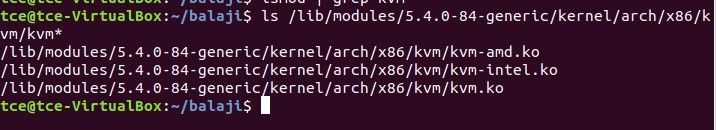 lsmod | grep kvm
tce@tce-VirtualBox:~/balaji$ ls /lib/modules/5.4.0-84-generic/kernel/arch/x86/k
vm/kvm*
/lib/modules/5.4.0-84-generic/kernel/arch/x86/kvm/kvm-amd.ko
/lib/modules/5.4.0-84-generic/kernel/arch/x86/kvm/kvm-intel.ko
/lib/modules/5.4.0-84-generic/kernel/arch/x86/kvm/kvm.ko
tce@tce-VirtualBox:~/balaji$